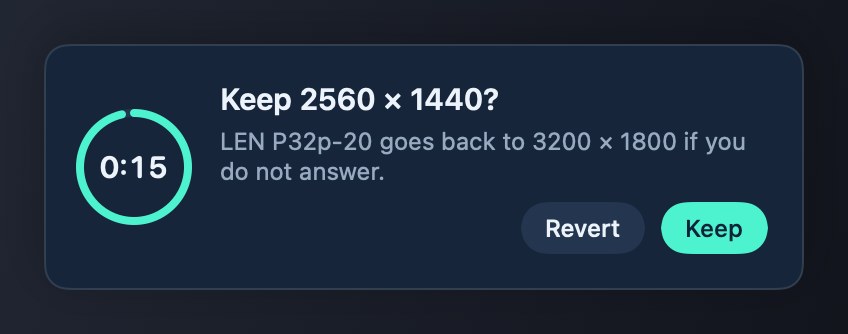 0:15
Keep 2560 × 1440?
LEN P32p-20 goes back to 3200 × 1800 if you
do not answer.
Revert
Keep